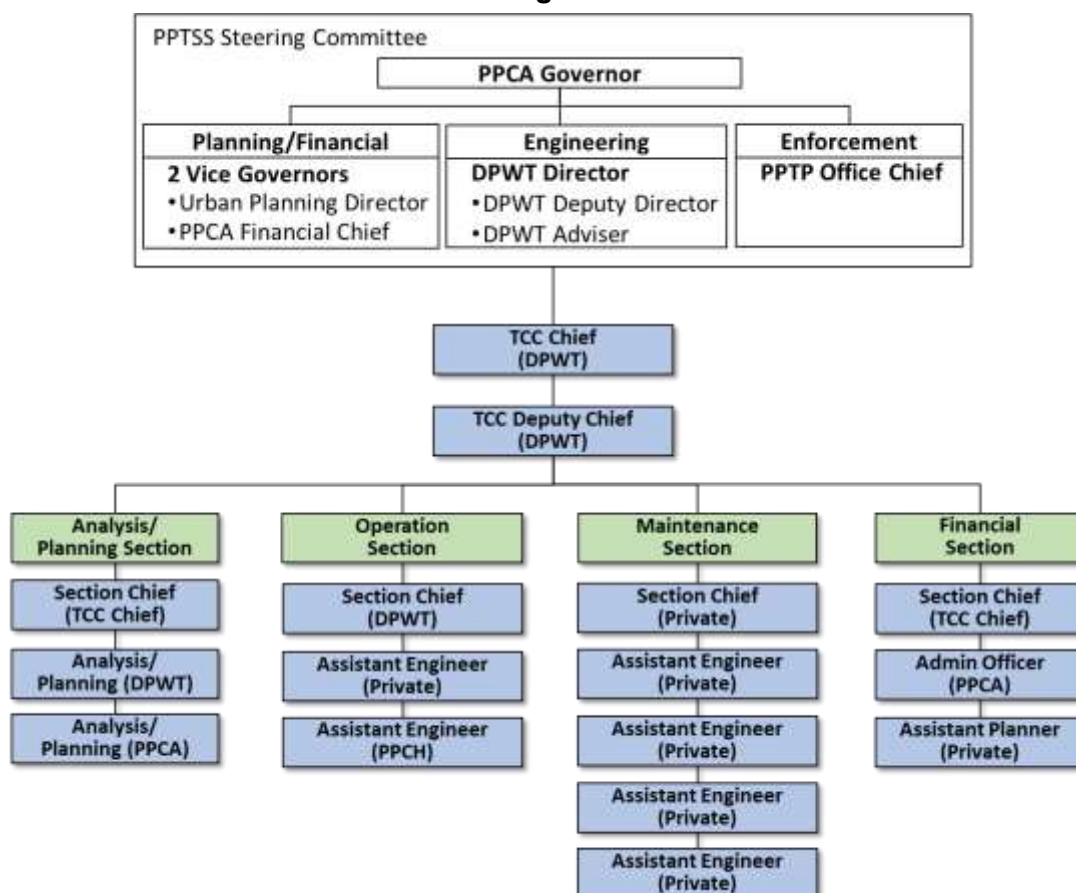 PPTSS Steering Committee
PPCA Governor
Planning/Financial
2 Vice Governors
•Urban Planning Director
•PPCA Financial Chief
Engineering
DPWT Director
•DPWT Deputy Director
•DPWT Adviser
Enforcement
PPTP Office Chief
TCC Chief
(DPWT)
TCC Deputy Chief
(DPWT)
Analysis/
Planning Section
Section Chief
(TCC Chief)
Analysis/
Planning (DPWT)
Analysis/
Planning (PPCA)
Operation
Section
Section Chief
(DPWT)
Assistant Engineer
(Private)
Assistant Engineer
(PPCH)
Maintenance
Section
Section Chief
(Private)
Assistant Engineer
(Private)
Assistant Engineer
(Private)
Assistant Engineer
(Private)
Assistant Engineer
(Private)
Financial
Section
Section Chief
(TCC Chief)
Admin Officer
(PPCA)
Assistant Planner
(Private)